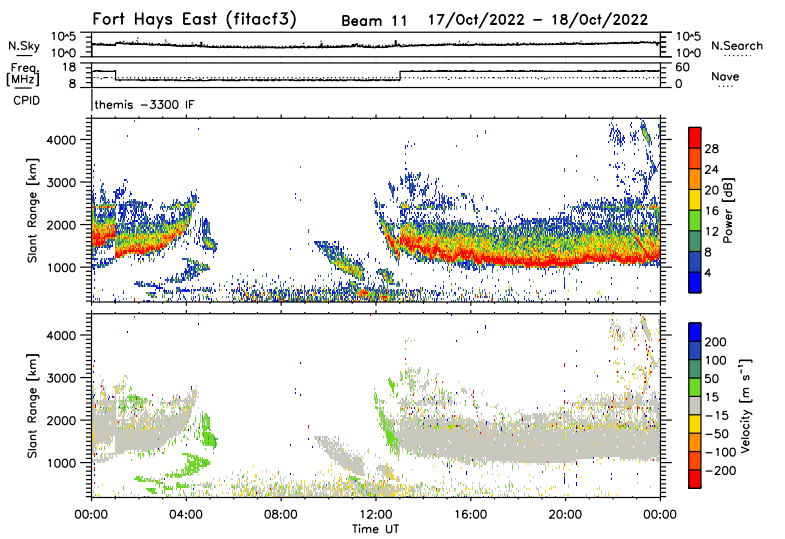 Fort Hays East (fitacf3) Beam 11 17/Oct/2022 - 18/Oct/2022
N.Sky 10^5 10^0 10^5 10^0 N.Search
Freq. [MHz] 18 8 60 0 Nave
CPID themis -3300 IF
Slant Range [km] 4000 3000 2000 1000
Power [dB] 28 24 20 16 12 8 4
Slant Range [km] 4000 3000 2000 1000
Velocity [m s⁻¹] 200 100 50 15 -15 -50 -100 -200
00:00 04:00 08:00 12:00 16:00 20:00 00:00
Time UT